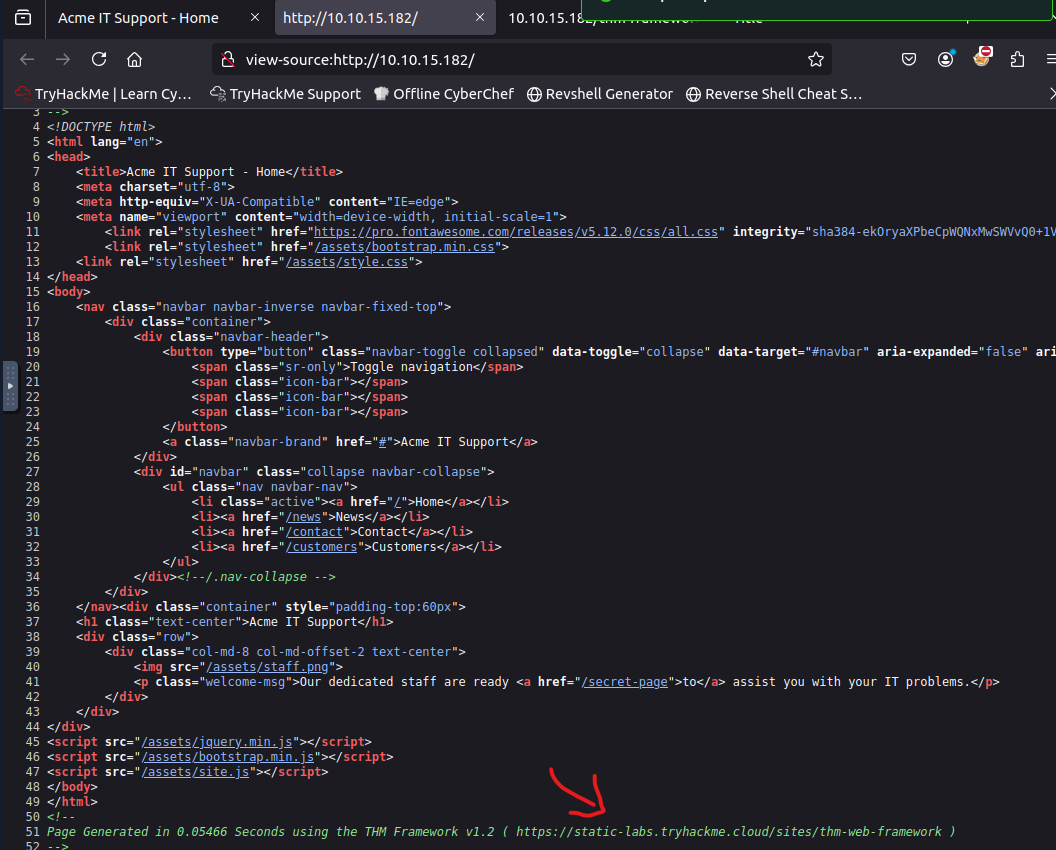 Acme IT Support - Home
http://10.10.15.182/
10.10.15.182/
view-source:http://10.10.15.182/
TryHackMe | Learn Cy…
TryHackMe Support
Offline CyberChef
Revshell Generator
Reverse Shell Cheat S…
3 -->
4 <!DOCTYPE html>
5 <html lang="en">
6 <head>
7 <title>Acme IT Support - Home</title>
8 <meta charset="utf-8">
9 <meta http-equiv="X-UA-Compatible" content="IE=edge">
10 <meta name="viewport" content="width=device-width, initial-scale=1">
11 <link rel="stylesheet" href="https://pro.fontawesome.com/releases/v5.12.0/css/all.css" integrity="sha384-ekOryaXPbeCpWQNxMwSWVvQ0+1V
12 <link rel="stylesheet" href="/assets/bootstrap.min.css">
13 <link rel="stylesheet" href="/assets/style.css">
14 </head>
15 <body>
16 <nav class="navbar navbar-inverse navbar-fixed-top">
17 <div class="container">
18 <div class="navbar-header">
19 <button type="button" class="navbar-toggle collapsed" data-toggle="collapse" data-target="#navbar" aria-expanded="false" ari
20 <span class="sr-only">Toggle navigation</span>
21 <span class="icon-bar"></span>
22 <span class="icon-bar"></span>
23 <span class="icon-bar"></span>
24 </button>
25 <a class="navbar-brand" href="#">Acme IT Support</a>
26 </div>
27 <div id="navbar" class="collapse navbar-collapse">
28 <ul class="nav navbar-nav">
29 <li class="active"><a href="/">Home</a></li>
30 <li><a href="/news">News</a></li>
31 <li><a href="/contact">Contact</a></li>
32 <li><a href="/customers">Customers</a></li>
33 </ul>
34 </div><!--/.nav-collapse -->
35 </div>
36 </nav><div class="container" style="padding-top:60px">
37 <h1 class="text-center">Acme IT Support</h1>
38 <div class="row">
39 <div class="col-md-8 col-md-offset-2 text-center">
40 <img src="/assets/staff.png">
41 <p class="welcome-msg">Our dedicated staff are ready <a href="/secret-page">to</a> assist you with your IT problems.</p>
42 </div>
43 </div>
44 </div>
45 <script src="/assets/jquery.min.js"></script>
46 <script src="/assets/bootstrap.min.js"></script>
47 <script src="/assets/site.js"></script>
48 </body>
49 </html>
50 <!--
51 Page Generated in 0.05466 Seconds using the THM Framework v1.2 ( https://static-labs.tryhackme.cloud/sites/thm-web-framework )
52 -->